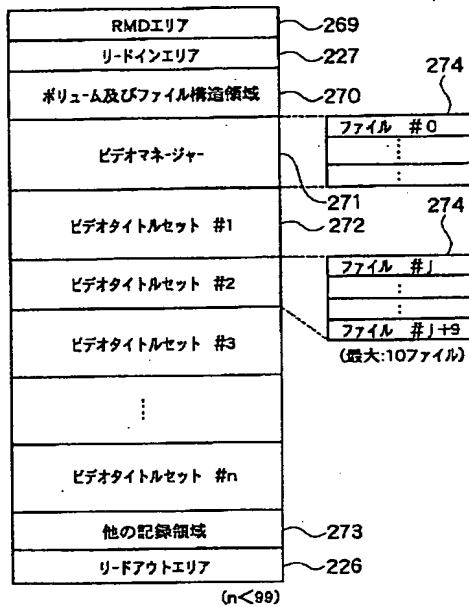 RMDエリア 269
リードインエリア 227
ボリューム及びファイル構造領域 270
274
ファイル #0
⋮
⋮
ビデオマネージャー 271
ビデオタイトルセット #1 272
274
ビデオタイトルセット #2
ファイル #j
⋮
⋮
ファイル #j+9
(最大:10ファイル)
ビデオタイトルセット #3
⋮
ビデオタイトルセット #n
他の記録領域 273
リードアウトエリア 226
(n<99)